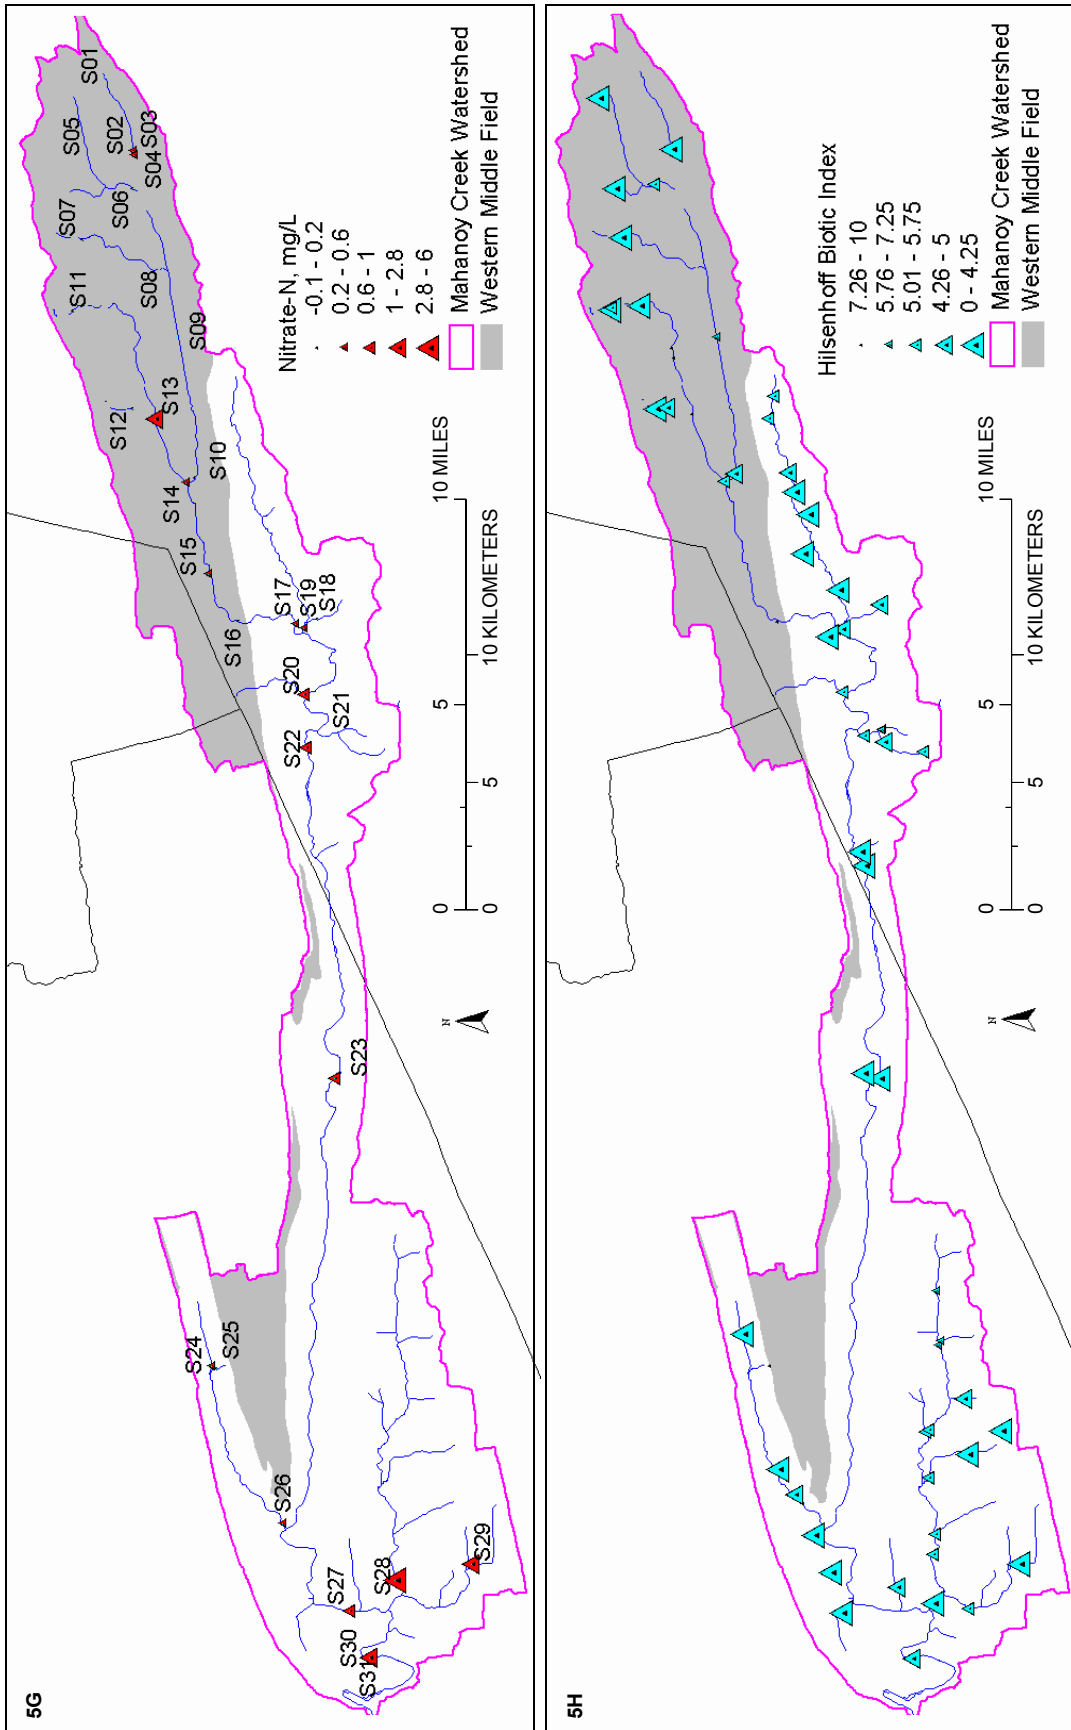 5G
S01
S02
S03
S04
S05
S06
S07
S08
S09
S10
S11
S12
S13
S14
S15
S16
S17
S18
S19
S20
S21
S22
S23
S24
S25
S26
S27
S28
S29
S30
S31
Nitrate-N, mg/L
-0.1 - 0.2
0.2 - 0.6
0.6 - 1
1 - 2.8
2.8 - 6
Mahanoy Creek Watershed
Western Middle Field
N
0 5 10 MILES
0 5 10 KILOMETERS
5H
Hilsenhoff Biotic Index
7.26 - 10
5.76 - 7.25
5.01 - 5.75
4.26 - 5
0 - 4.25
Mahanoy Creek Watershed
Western Middle Field
N
0 5 10 MILES
0 5 10 KILOMETERS